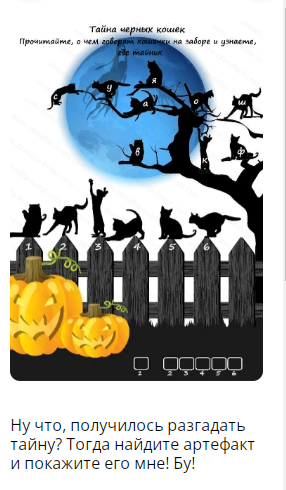 Тайна черных кошек
Прочитайте, о чем говорят кошечки на заборе и узнаете,
где тайник
я
у
о
ш
а
в
ф
к
1 2 3 4 5 6
1 2 3 4 5 6
Ну что, получилось разгадать
тайну? Тогда найдите артефакт
и покажите его мне! Бу!